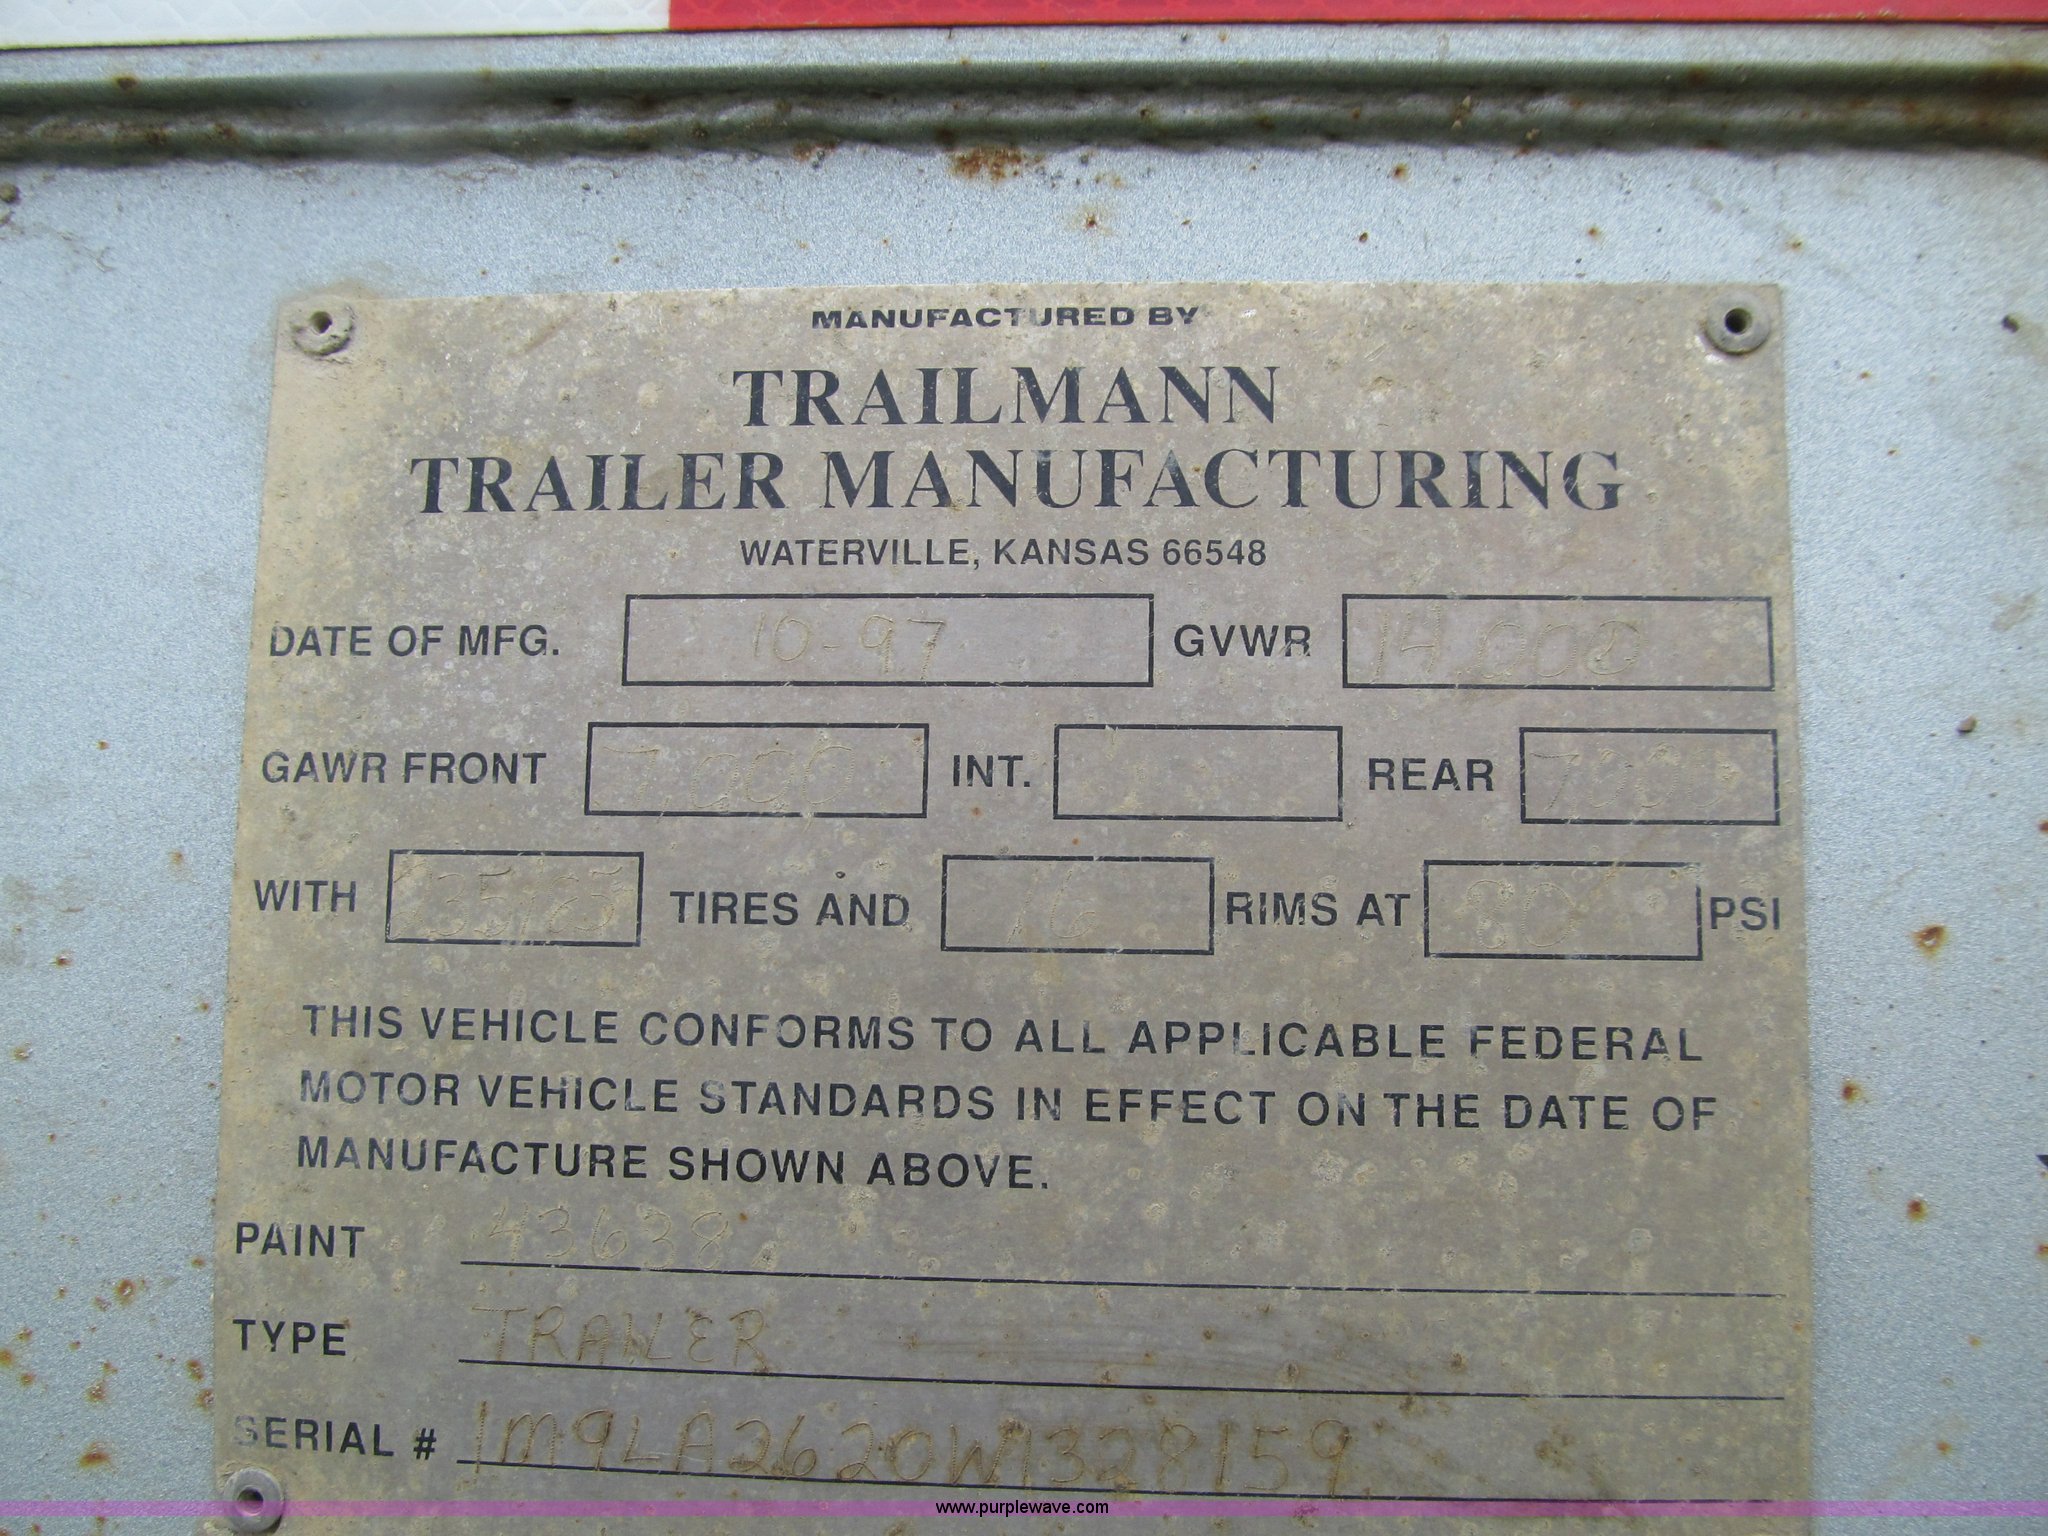 MANUFACTURED BY
TRAILMANN
TRAILER MANUFACTURING
WATERVILLE, KANSAS 66548
DATE OF MFG. 10-97 GVWR 14,000
GAWR FRONT 7,000 INT. REAR 7000
WITH 235/85 TIRES AND 16 RIMS AT 80 PSI
THIS VEHICLE CONFORMS TO ALL APPLICABLE FEDERAL
MOTOR VEHICLE STANDARDS IN EFFECT ON THE DATE OF
MANUFACTURE SHOWN ABOVE.
PAINT 43638
TYPE TRAILER
SERIAL # 1M9LA2620W1328159
www.purplewave.com